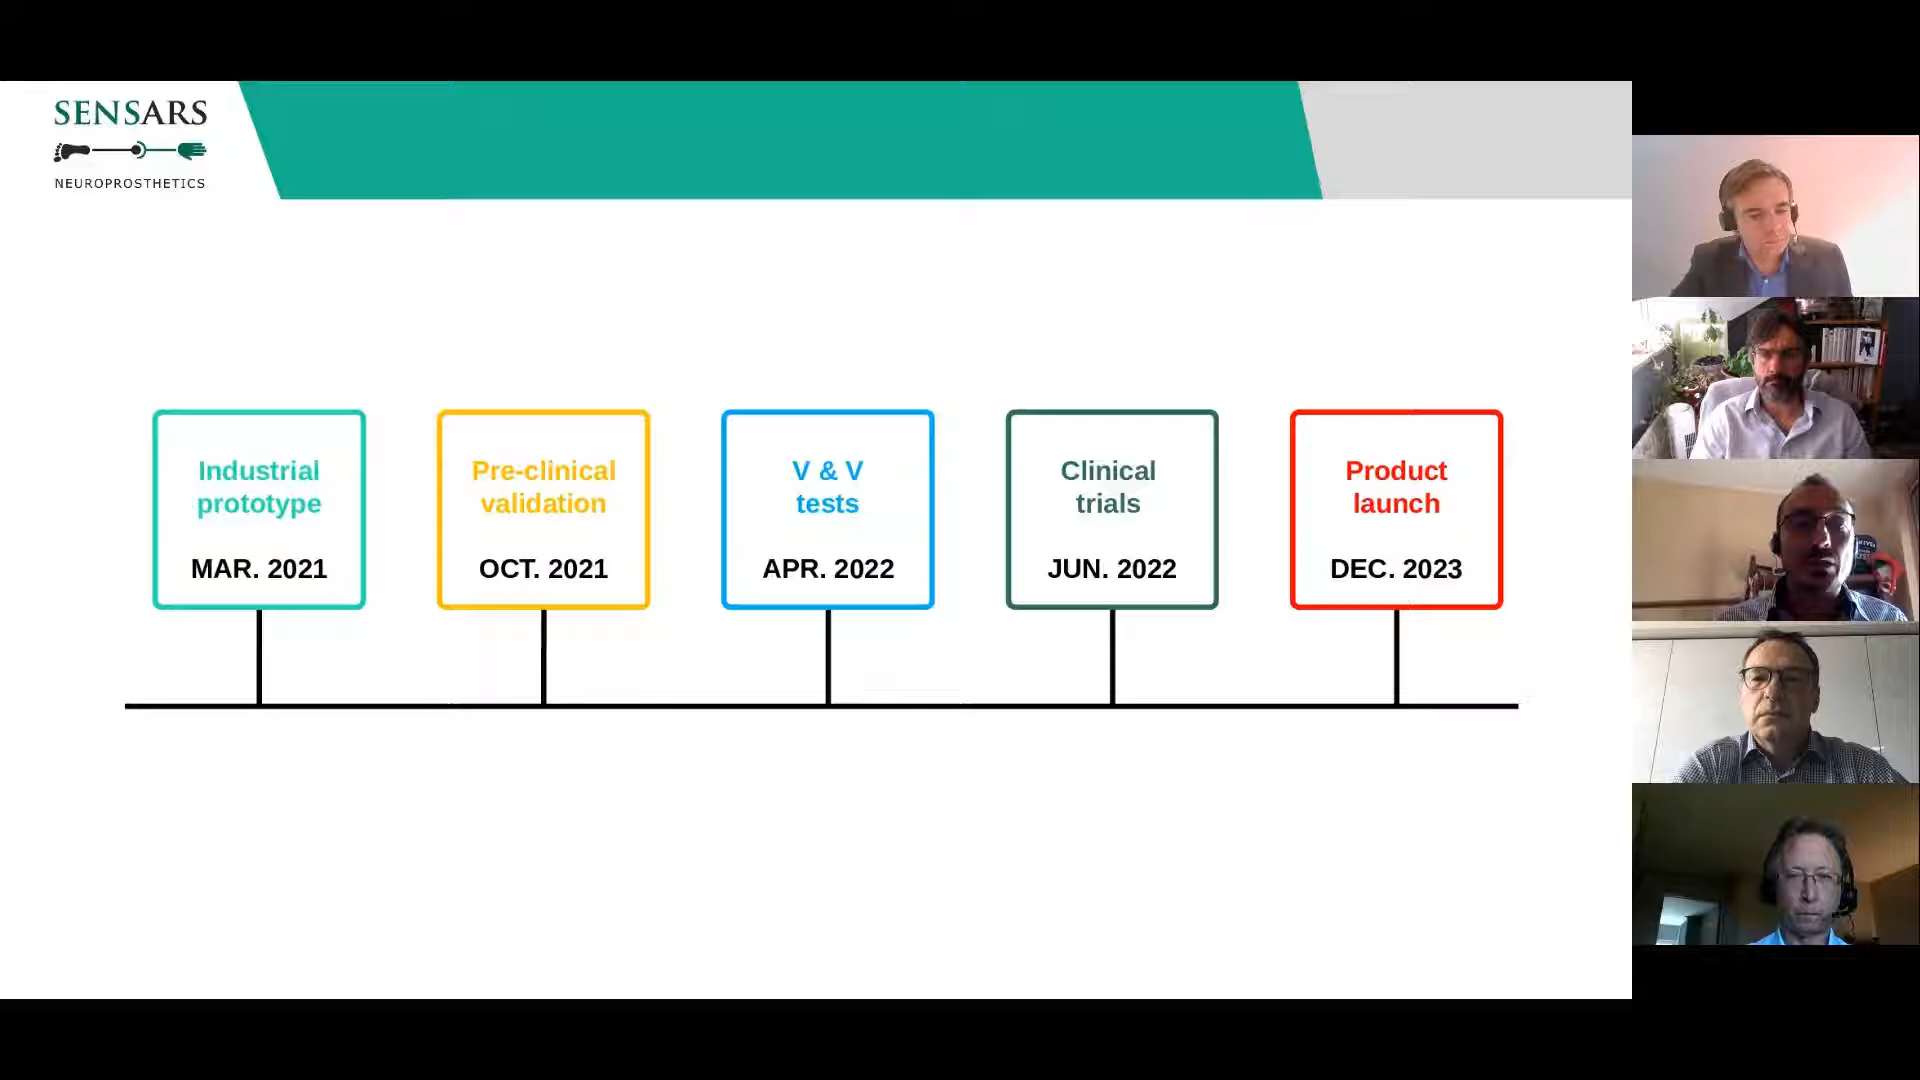 SENSARS
NEUROPROSTHETICS
Industrial
prototype
MAR. 2021
Pre-clinical
validation
OCT. 2021
V & V
tests
APR. 2022
Clinical
trials
JUN. 2022
Product
launch
DEC. 2023